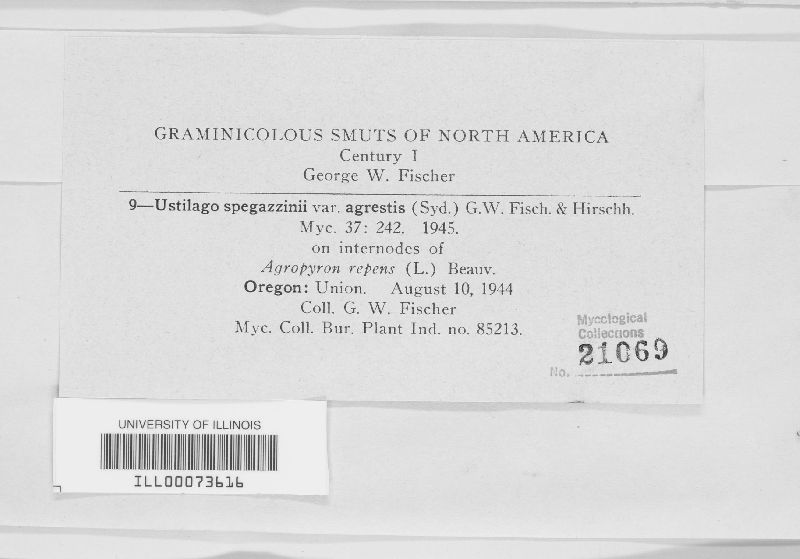 GRAMINICOLOUS SMUTS OF NORTH AMERICA
Century I
George W. Fischer
9—Ustilago spegazzinii var. agrestis (Syd.) G.W. Fisch. & Hirschh.
Myc. 37: 242. 1945.
on internodes of
Agropyron repens (L.) Beauv.
Oregon: Union. August 10, 1944
Coll. G. W. Fischer
Myc. Coll. Bur. Plant Ind. no. 85213.
Mycological
Collections
21069
No.
UNIVERSITY OF ILLINOIS
ILL00073616